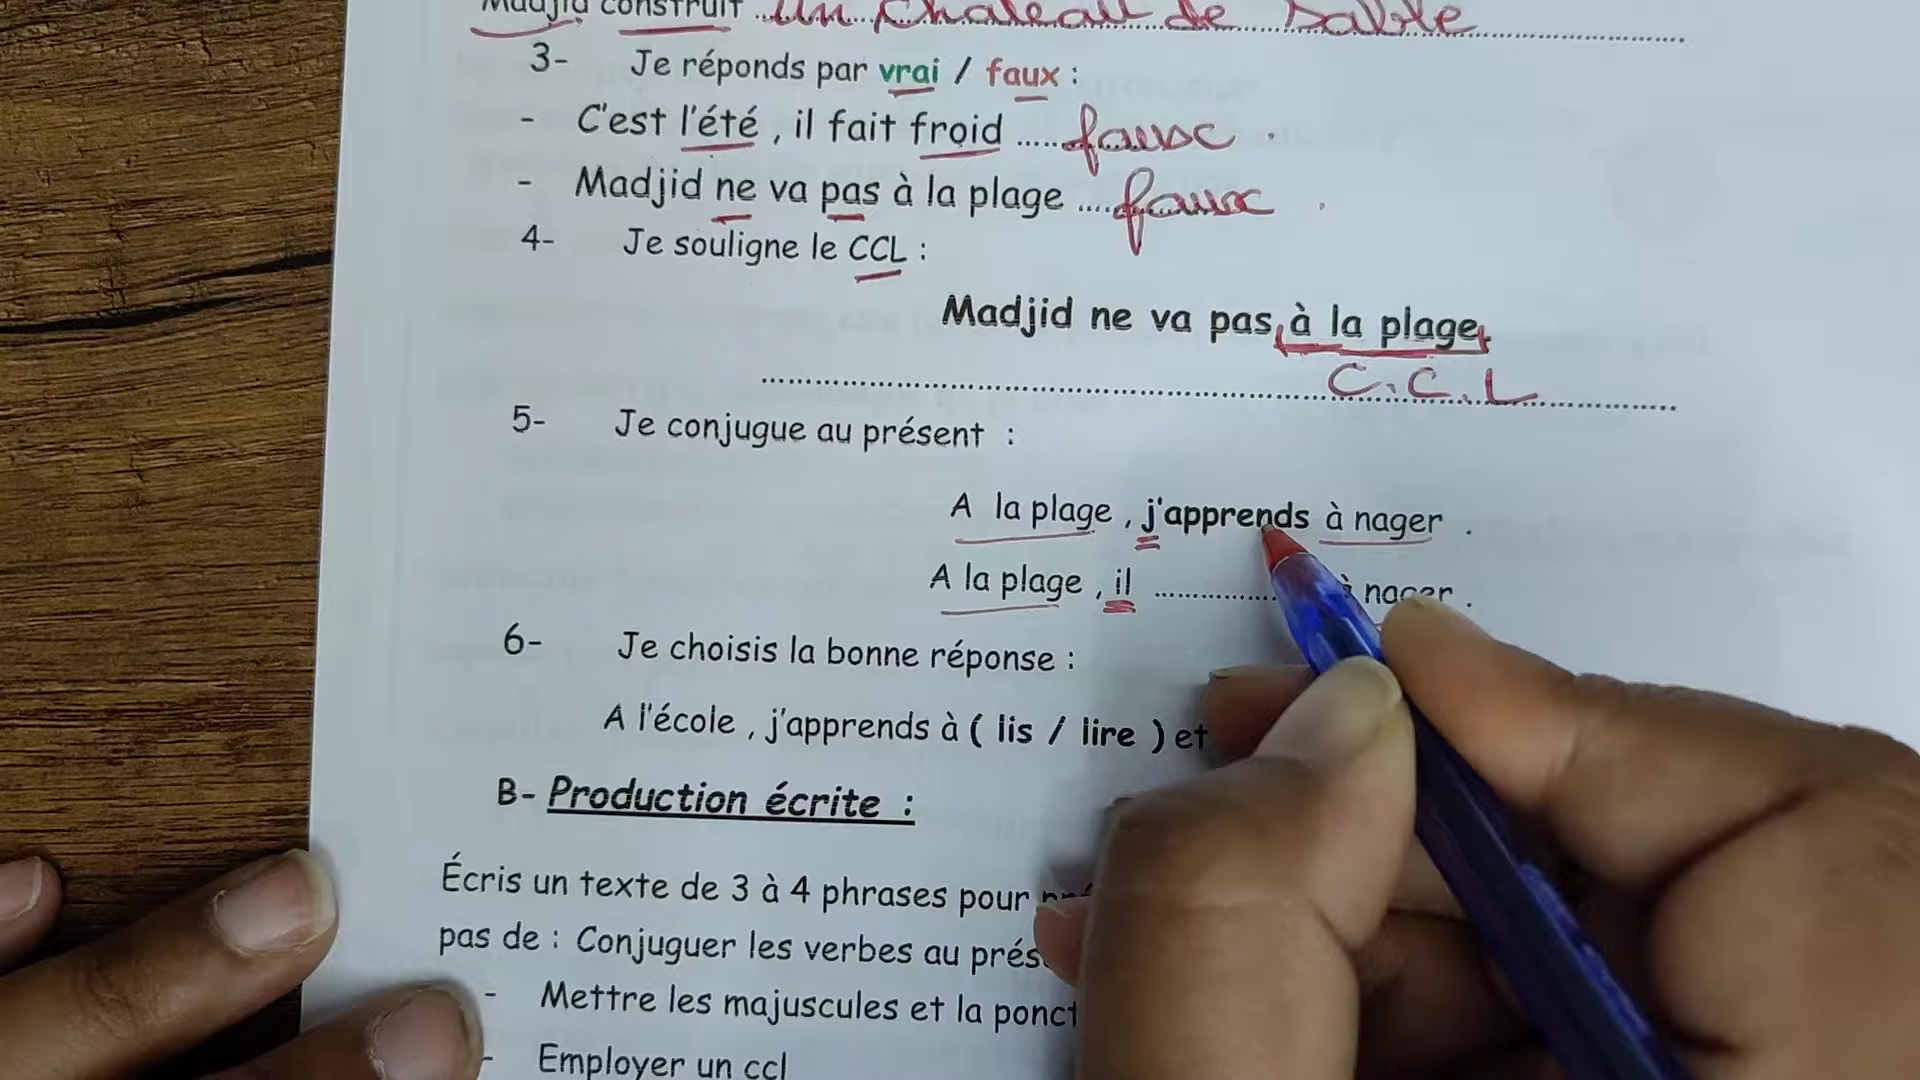 Madjid construit ..un chateau de sable
3- Je réponds par vrai / faux :
- C'est l'été , il fait froid .....faux .
- Madjid ne va pas à la plage ....faux .
4- Je souligne le CCL :
Madjid ne va pas à la plage.
C.C.L
5- Je conjugue au présent :
A la plage , j'apprends à nager .
A la plage , il ............... à nager .
6- Je choisis la bonne réponse :
A l'école , j'apprends à ( lis / lire ) et
B- Production écrite :
Écris un texte de 3 à 4 phrases pour
pas de : Conjuguer les verbes au prés
- Mettre les majuscules et la ponct
- Employer un ccl